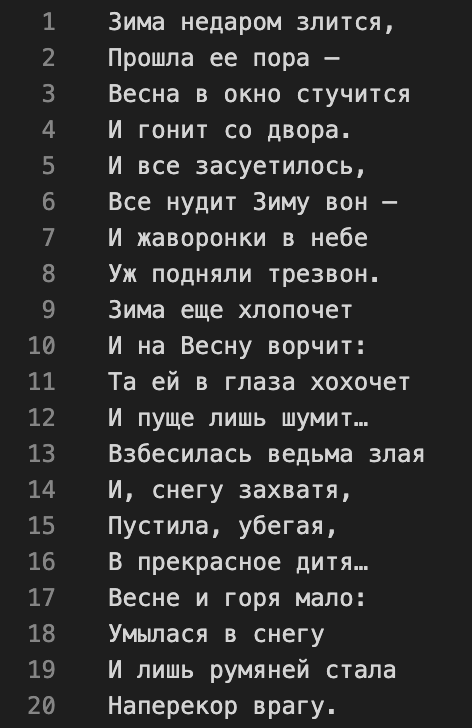 1 Зима недаром злится,
2 Прошла ее пора —
3 Весна в окно стучится
4 И гонит со двора.
5 И все засуетилось,
6 Все нудит Зиму вон —
7 И жаворонки в небе
8 Уж подняли трезвон.
9 Зима еще хлопочет
10 И на Весну ворчит:
11 Та ей в глаза хохочет
12 И пуще лишь шумит…
13 Взбесилась ведьма злая
14 И, снегу захватя,
15 Пустила, убегая,
16 В прекрасное дитя…
17 Весне и горя мало:
18 Умылася в снегу
19 И лишь румяней стала
20 Наперекор врагу.